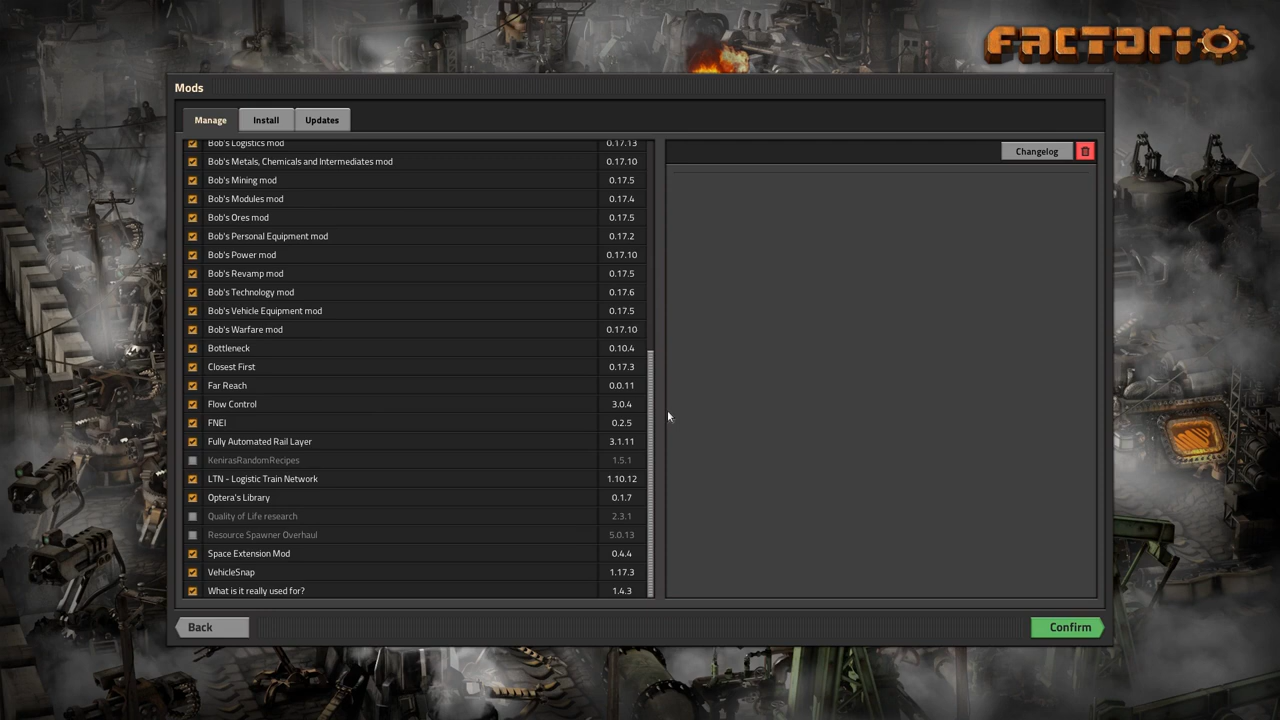 FACTORIO
Mods
Manage Install Updates
Changelog
Bob's Logistics mod 0.17.13
Bob's Metals, Chemicals and Intermediates mod 0.17.10
Bob's Mining mod 0.17.5
Bob's Modules mod 0.17.4
Bob's Ores mod 0.17.5
Bob's Personal Equipment mod 0.17.2
Bob's Power mod 0.17.10
Bob's Revamp mod 0.17.5
Bob's Technology mod 0.17.6
Bob's Vehicle Equipment mod 0.17.5
Bob's Warfare mod 0.17.10
Bottleneck 0.10.4
Closest First 0.17.3
Far Reach 0.0.11
Flow Control 3.0.4
FNEI 0.2.5
Fully Automated Rail Layer 3.1.11
KenirasRandomRecipes 1.5.1
LTN - Logistic Train Network 1.10.12
Optera's Library 0.1.7
Quality of Life research 2.3.1
Resource Spawner Overhaul 5.0.13
Space Extension Mod 0.4.4
VehicleSnap 1.17.3
What is it really used for? 1.4.3
Back
Confirm